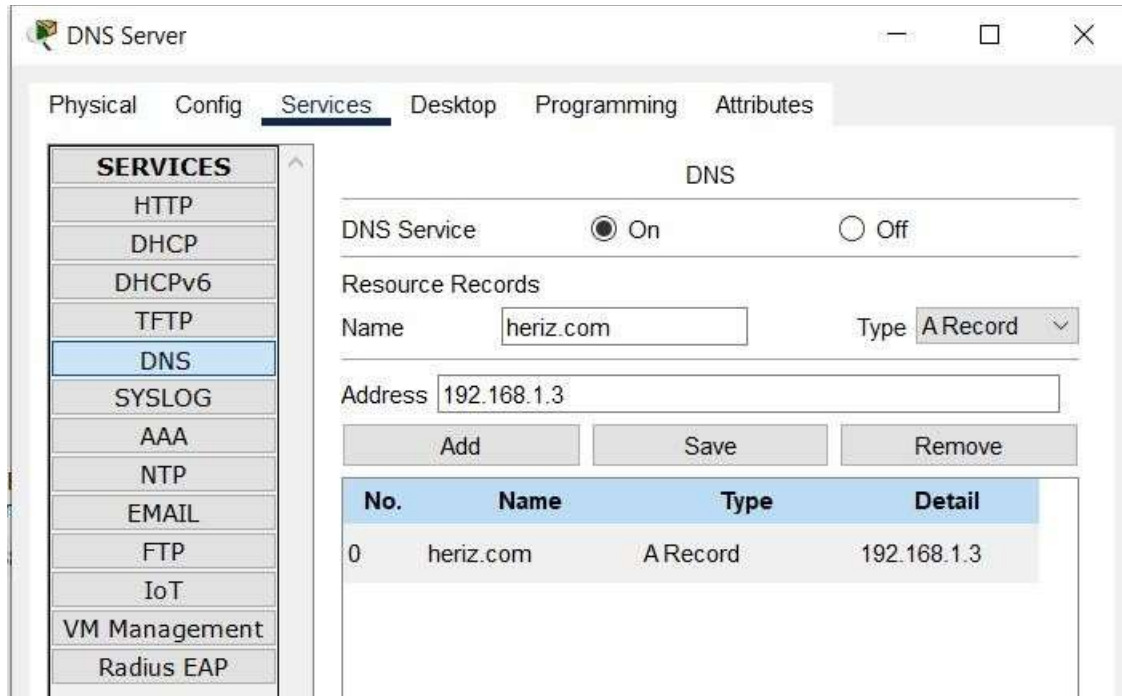 DNS Server
Physical Config Services Desktop Programming Attributes
SERVICES
HTTP
DHCP
DHCPv6
TFTP
DNS
SYSLOG
AAA
NTP
EMAIL
FTP
IoT
VM Management
Radius EAP
DNS
DNS Service On Off
Resource Records
Name heriz.com Type A Record
Address 192.168.1.3
Add Save Remove
No. Name Type Detail
0 heriz.com A Record 192.168.1.3